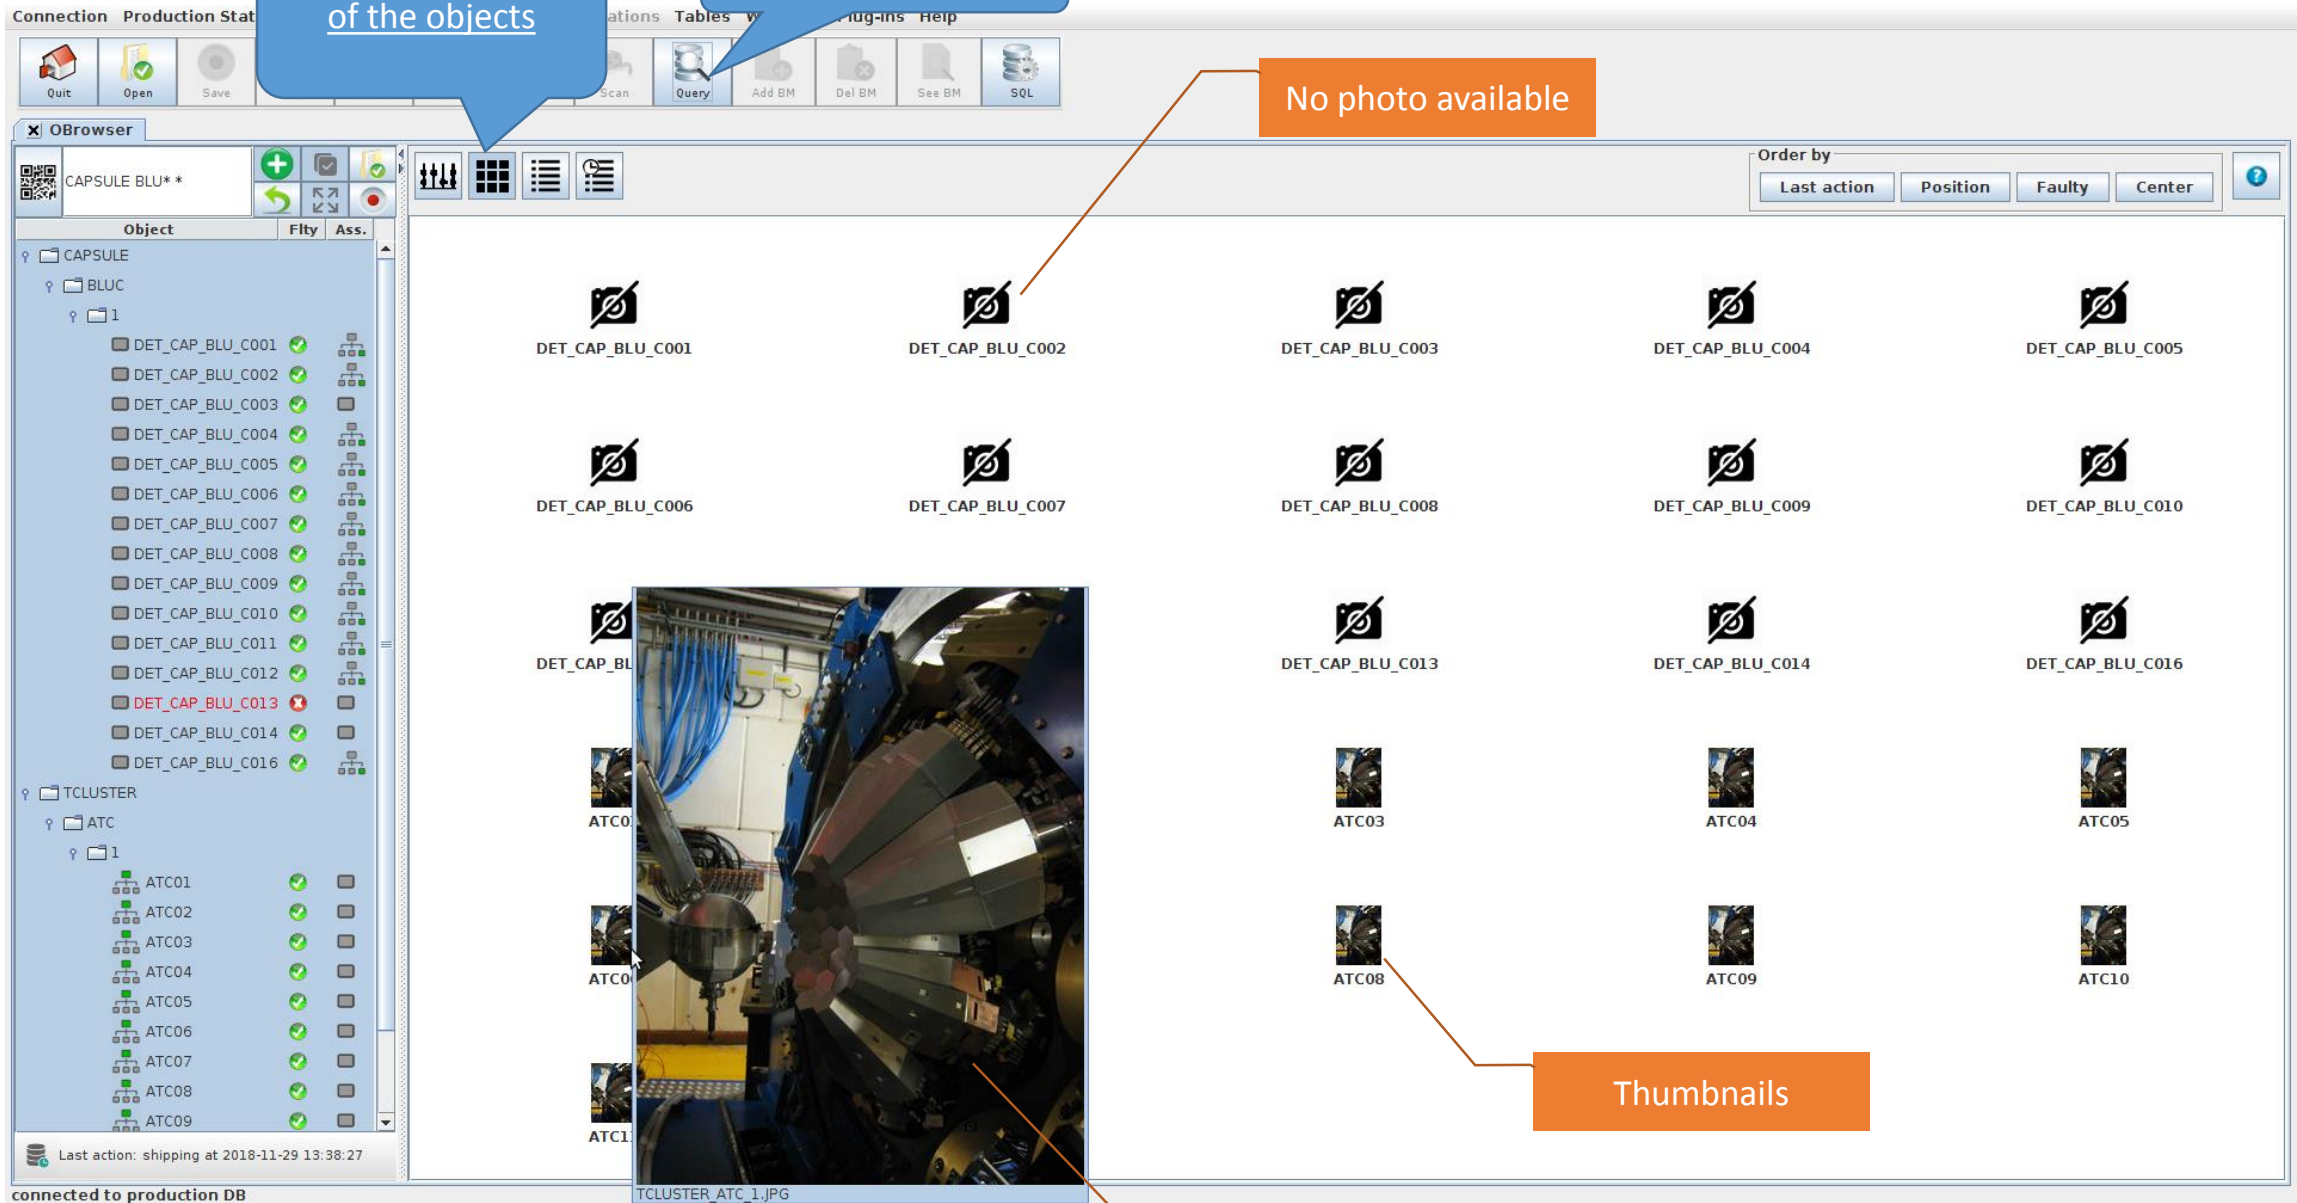 Connection Production Stat
ations Tables W Plug-ins Help
of the objects
Quit Open Save Scan Query Add BM Del BM See BM SQL
No photo available
OBrowser
CAPSULE BLU* *
Order by
Last action Position Faulty Center
Object Flty Ass.
CAPSULE
BLUC
1
DET_CAP_BLU_C001
DET_CAP_BLU_C002
DET_CAP_BLU_C003
DET_CAP_BLU_C004
DET_CAP_BLU_C005
DET_CAP_BLU_C006
DET_CAP_BLU_C007
DET_CAP_BLU_C008
DET_CAP_BLU_C009
DET_CAP_BLU_C010
DET_CAP_BLU_C011
DET_CAP_BLU_C012
DET_CAP_BLU_C013
DET_CAP_BLU_C014
DET_CAP_BLU_C016
TCLUSTER
ATC
1
ATC01
ATC02
ATC03
ATC04
ATC05
ATC06
ATC07
ATC08
ATC09
Last action: shipping at 2018-11-29 13:38:27
connected to production DB
DET_CAP_BLU_C001 DET_CAP_BLU_C002 DET_CAP_BLU_C003 DET_CAP_BLU_C004 DET_CAP_BLU_C005
DET_CAP_BLU_C006 DET_CAP_BLU_C007 DET_CAP_BLU_C008 DET_CAP_BLU_C009 DET_CAP_BLU_C010
DET_CAP_BL DET_CAP_BLU_C013 DET_CAP_BLU_C014 DET_CAP_BLU_C016
ATC0 ATC03 ATC04 ATC05
ATC0 ATC08 ATC09 ATC10
ATC1
Thumbnails
TCLUSTER_ATC_1.JPG